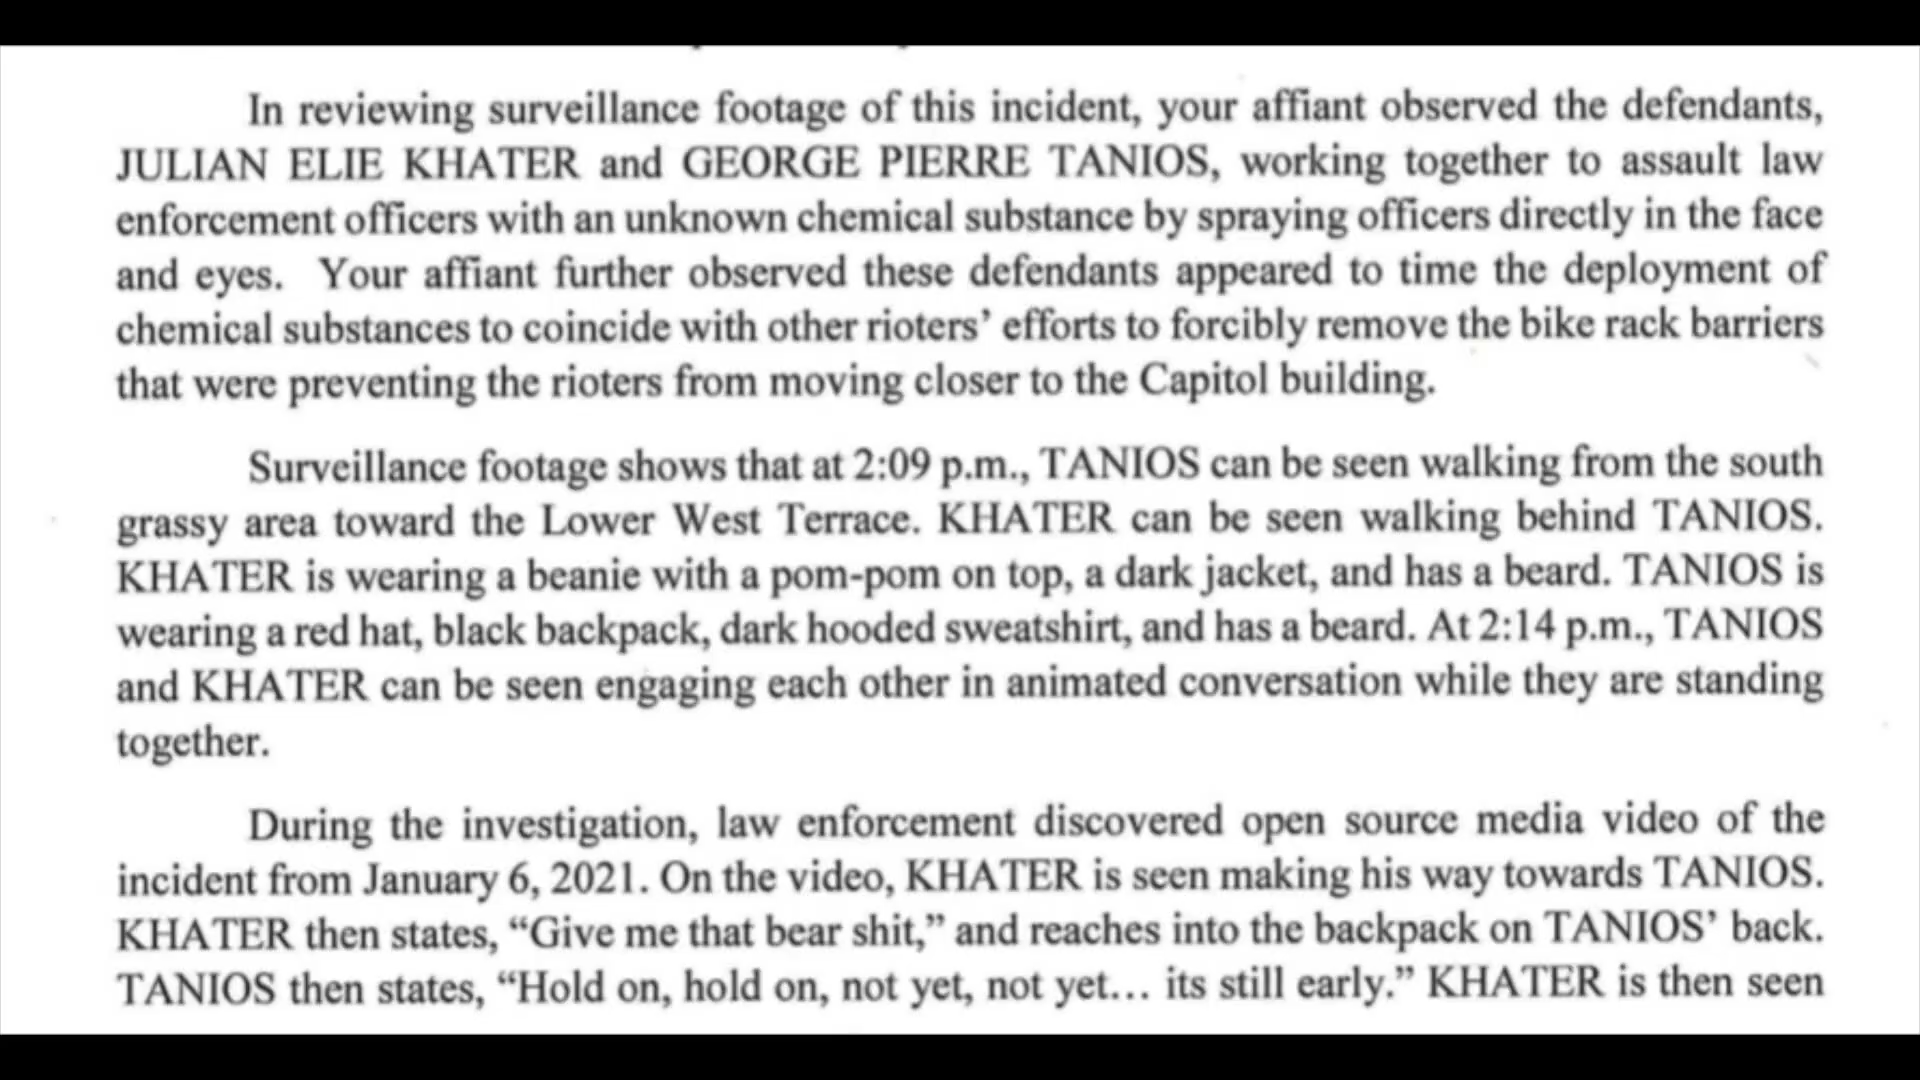 In reviewing surveillance footage of this incident, your affiant observed the defendants,
JULIAN ELIE KHATER and GEORGE PIERRE TANIOS, working together to assault law
enforcement officers with an unknown chemical substance by spraying officers directly in the face
and eyes. Your affiant further observed these defendants appeared to time the deployment of
chemical substances to coincide with other rioters’ efforts to forcibly remove the bike rack barriers
that were preventing the rioters from moving closer to the Capitol building.
Surveillance footage shows that at 2:09 p.m., TANIOS can be seen walking from the south
grassy area toward the Lower West Terrace. KHATER can be seen walking behind TANIOS.
KHATER is wearing a beanie with a pom-pom on top, a dark jacket, and has a beard. TANIOS is
wearing a red hat, black backpack, dark hooded sweatshirt, and has a beard. At 2:14 p.m., TANIOS
and KHATER can be seen engaging each other in animated conversation while they are standing
together.
During the investigation, law enforcement discovered open source media video of the
incident from January 6, 2021. On the video, KHATER is seen making his way towards TANIOS.
KHATER then states, “Give me that bear shit,” and reaches into the backpack on TANIOS’ back.
TANIOS then states, “Hold on, hold on, not yet, not yet… its still early.” KHATER is then seen